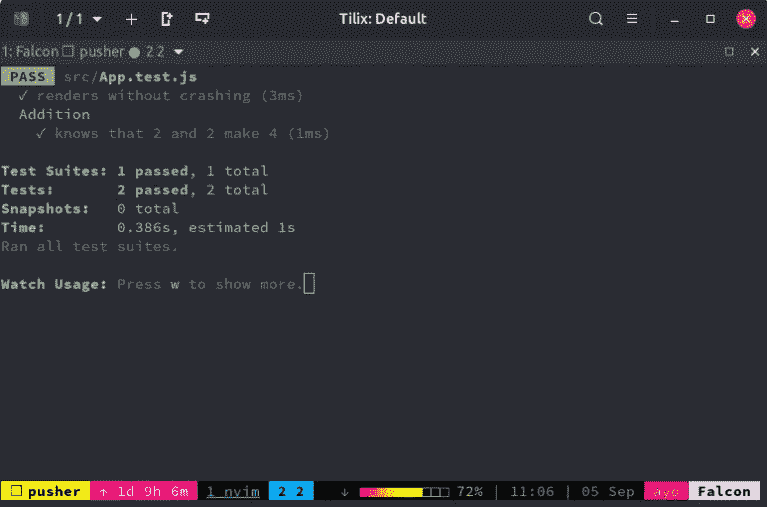 1 / 1
Tilix: Default
1: Falcon ❐ pusher ● 2 2
PASS src/App.test.js
✓ renders without crashing (3ms)
Addition
✓ knows that 2 and 2 make 4 (1ms)
Test Suites: 1 passed, 1 total
Tests: 2 passed, 2 total
Snapshots: 0 total
Time: 0.386s, estimated 1s
Ran all test suites.
Watch Usage: Press w to show more.
❐ pusher ↑ 1d 9h 6m 1 nvim 2 2 ↓ 72% | 11:06 | 05 Sep ayo Falcon